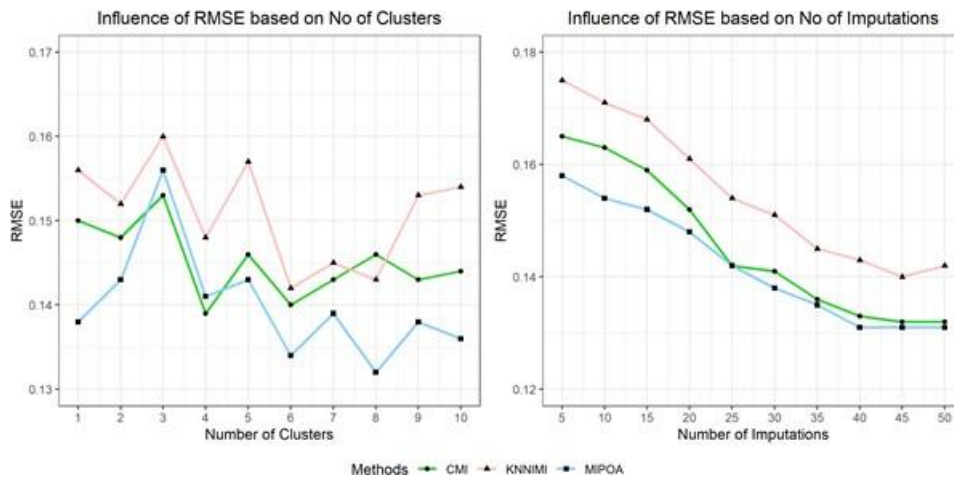 Influence of RMSE based on No of Clusters
0.17
0.16
0.15
0.14
0.13
RMSE
1 2 3 4 5 6 7 8 9 10
Number of Clusters
Influence of RMSE based on No of Imputations
0.18
0.16
0.14
0.12
RMSE
5 10 15 20 25 30 35 40 45 50
Number of Imputations
Methods CMI KNNIMI MIPOA